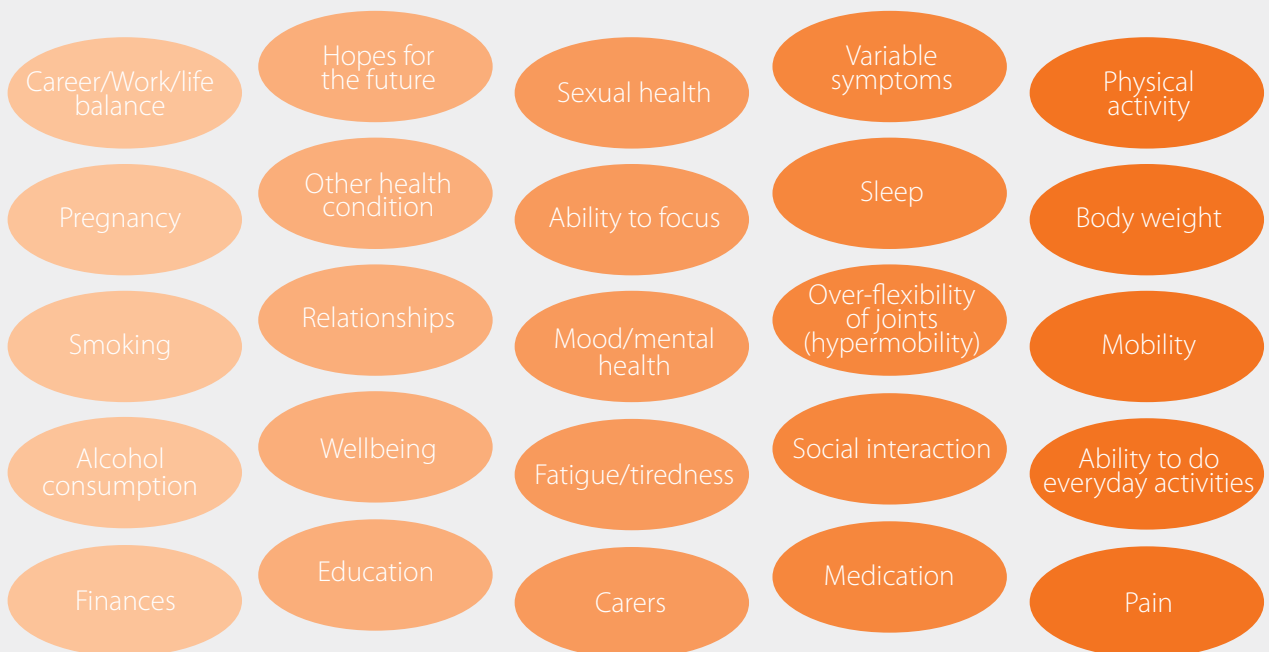 Career/Work/life
balance
Pregnancy
Smoking
Alcohol
consumption
Finances
Hopes for
the future
Other health
condition
Relationships
Wellbeing
Education
Sexual health
Ability to focus
Mood/mental
health
Fatigue/tiredness
Carers
Variable
symptoms
Sleep
Over-flexibility
of joints
(hypermobility)
Social interaction
Medication
Physical
activity
Body weight
Mobility
Ability to do
everyday activities
Pain